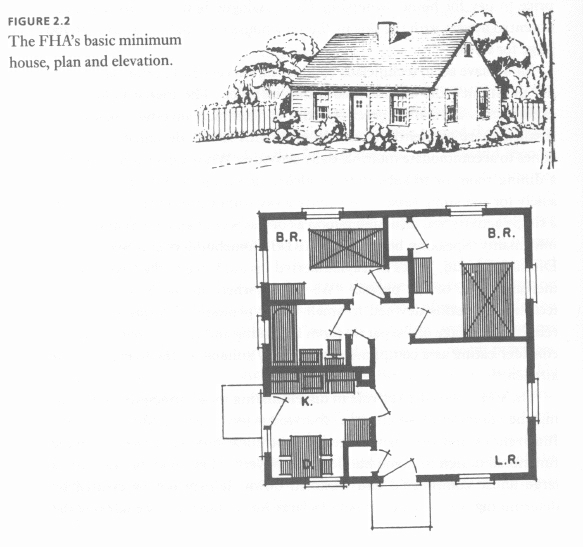 FIGURE 2.2
The FHA's basic minimum
house, plan and elevation.
B.R.
B.R.
K.
D.
L.R.